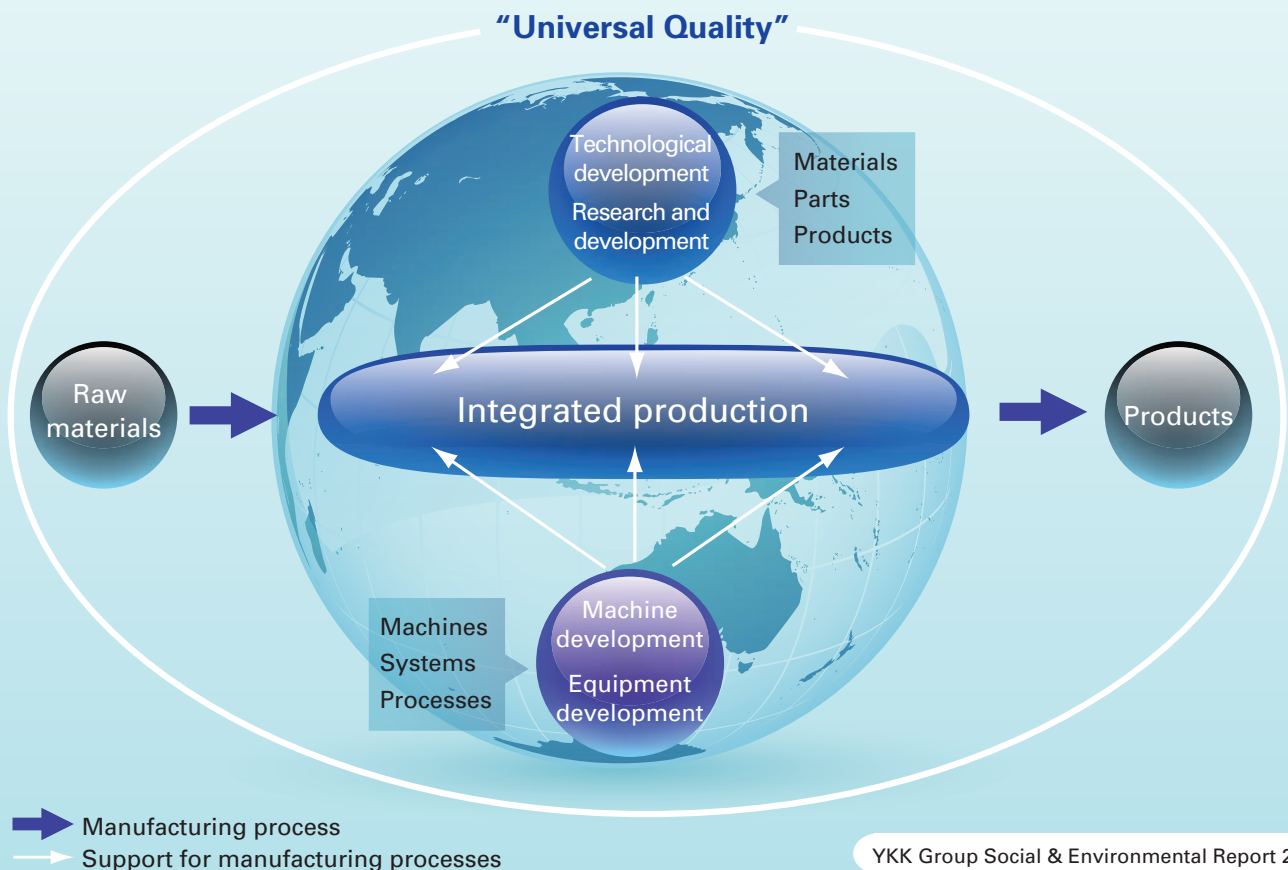 “Universal Quality”
Technological
development
Research and
development
Materials
Parts
Products
Raw
materials
Integrated production
Products
Machines
Systems
Processes
Machine
development
Equipment
development
Manufacturing process
Support for manufacturing processes
YKK Group Social & Environmental Report 2